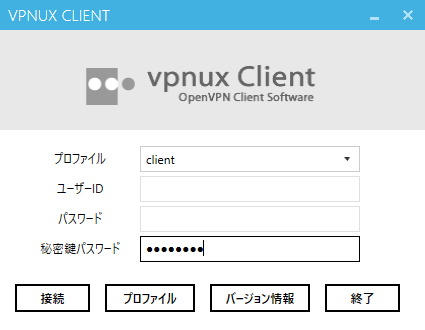 VPNUX CLIENT
vpnux Client
OpenVPN Client Software
プロファイル client
ユーザーID
パスワード
秘密鍵パスワード ●●●●●●●●
接続 プロファイル バージョン情報 終了